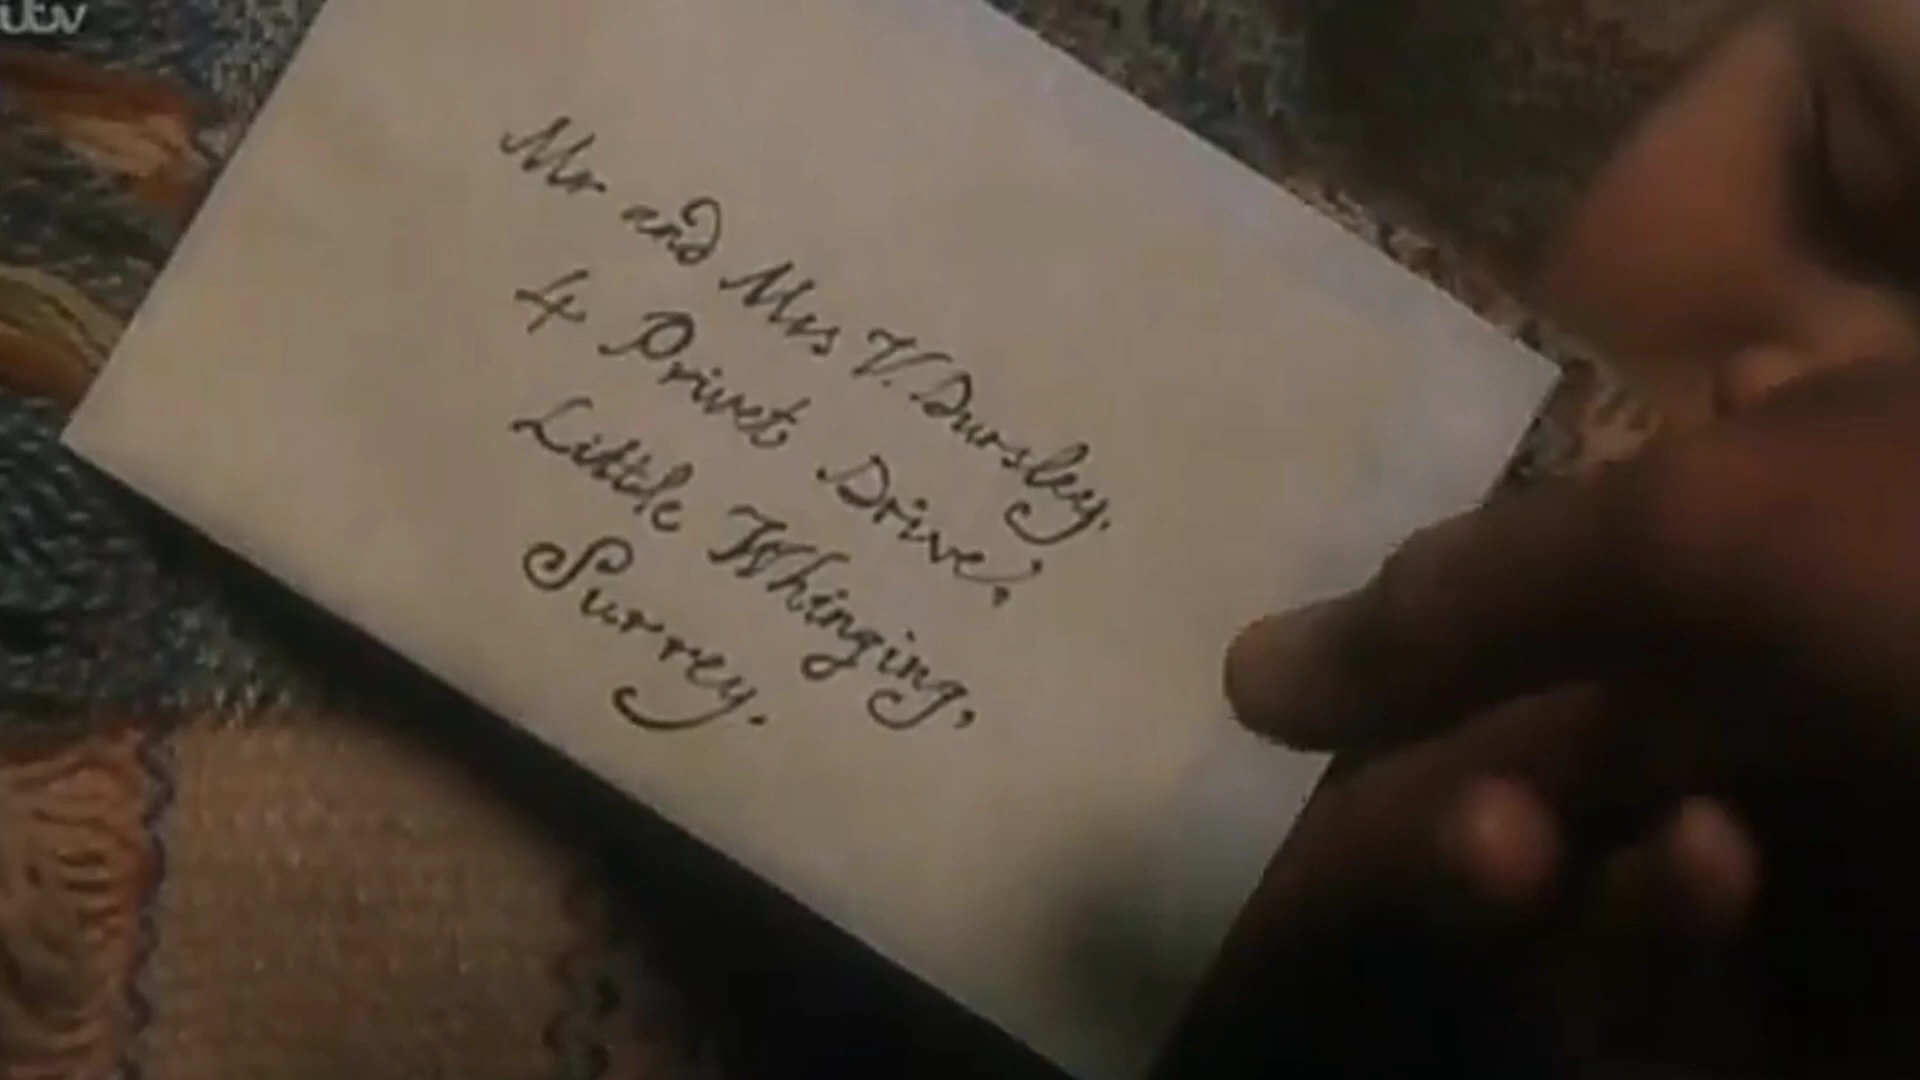 itv
Mr and Mrs V. Dursley.
4 Privet Drive,
Little Whinging,
Surrey.